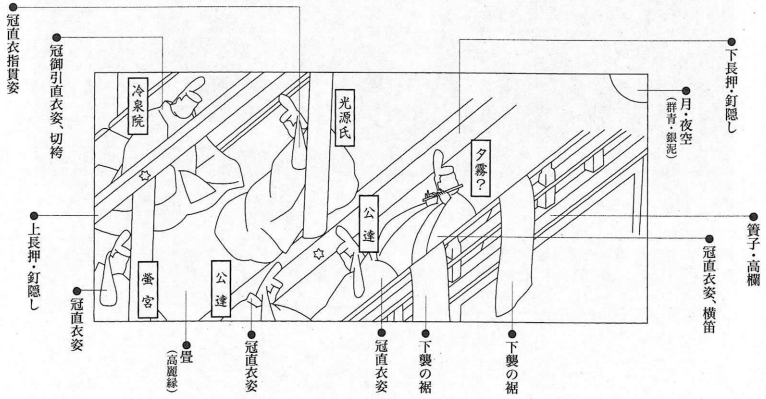 月・夜空
（群青・銀泥）
下長押・釘隠し
冠直衣指貫姿
冠御引直衣姿、切袴
冷泉院
光源氏
夕霧？
公達
公達
螢宮
簀子・高欄
冠直衣姿、横笛
下襲の裾
下襲の裾
冠直衣姿
冠直衣姿
畳
（高麗縁）
冠直衣姿
上長押・釘隠し